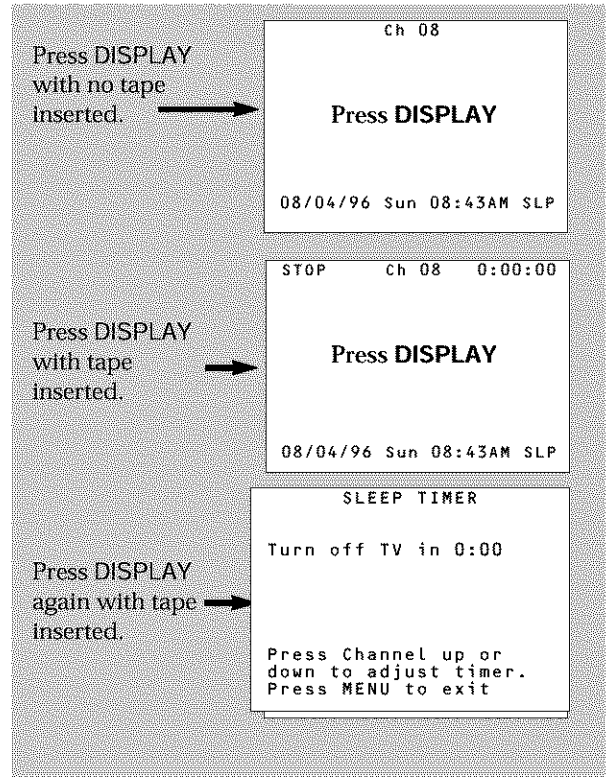 Press DISPLAY
with no tape
inserted.
Ch 08
Press DISPLAY
08/04/96 Sun 08:43AM SLP
Press DISPLAY
with tape
inserted.
STOP Ch 08 0:00:00
Press DISPLAY
08/04/96 Sun 08:43AM SLP
Press DISPLAY
again with tape
inserted.
SLEEP TIMER
Turn off TV in 0:00
Press Channel up or
down to adjust timer.
Press MENU to exit